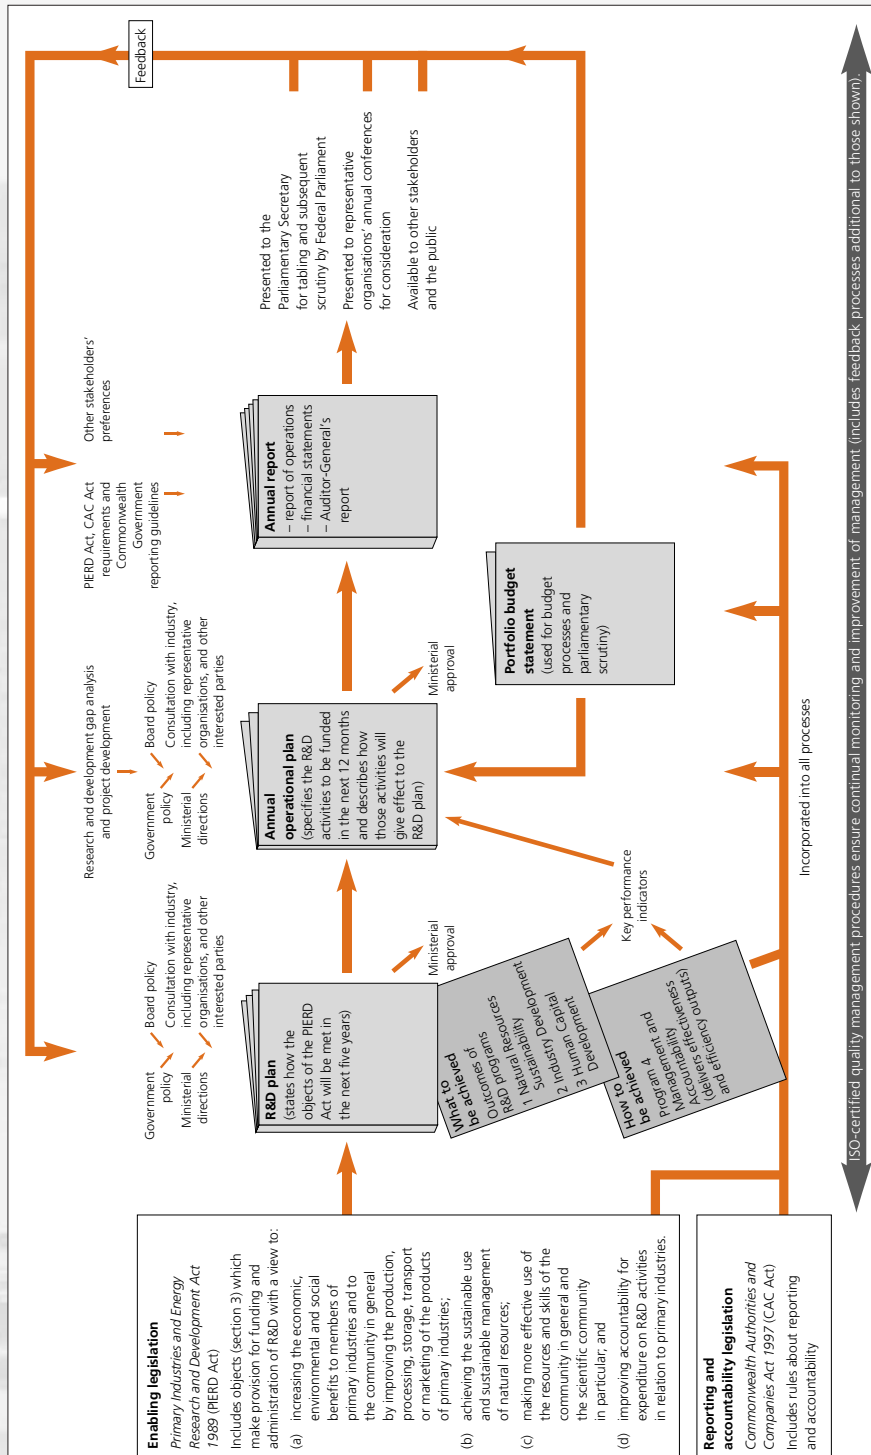 Enabling legislation
Primary Industries and Energy
Research and Development Act
1989 (PIERD Act)
Includes objects (section 3) which
make provision for funding and
administration of R&D with a view to:
(a) increasing the economic,
environmental and social
benefits to members of
primary industries and to
the community in general
by improving the production,
processing, storage, transport
or marketing of the products
of primary industries;
(b) achieving the sustainable use
and sustainable management
of natural resources;
(c) making more effective use of
the resources and skills of the
community in general and
the scientific community
in particular; and
(d) improving accountability for
expenditure on R&D activities
in relation to primary industries.
Reporting and
accountability legislation
Commonwealth Authorities and
Companies Act 1997 (CAC Act)
Includes rules about reporting
and accountability
Government
policy
Ministerial
directions
Board policy
Consultation with industry,
including representative
organisations, and other
interested parties
R&D plan
(states how the
objects of the PIERD
Act will be met in
the next five years)
Ministerial
approval
What to
be achieved
Outcomes of
R&D programs
1 Natural Resources
Sustainability
2 Industry Development
3 Human Capital
Development
How to
be achieved
Program 4
Management and
Accountability
(delivers effectiveness
and efficiency outputs)
Key performance
indicators
Research and development gap analysis
and project development
Government
policy
Ministerial
directions
Board policy
Consultation with industry,
including representative
organisations, and other
interested parties
Annual
operational plan
(specifies the R&D
activities to be funded
in the next 12 months
and describes how
those activities will
give effect to the
R&D plan)
Ministerial
approval
Portfolio budget
statement
(used for budget
processes and
parliamentary
scrutiny)
PIERD Act, CAC Act
requirements and
Commonwealth
Government
reporting guidelines
Other stakeholders'
preferences
Annual report
– report of operations
– financial statements
– Auditor-General's
report
Presented to the
Parliamentary Secretary
for tabling and subsequent
scrutiny by Federal Parliament
Presented to representative
organisations' annual conferences
for consideration
Available to other stakeholders
and the public
Feedback
Incorporated into all processes
ISO-certified quality management procedures ensure continual monitoring and improvement of management (includes feedback processes additional to those shown).